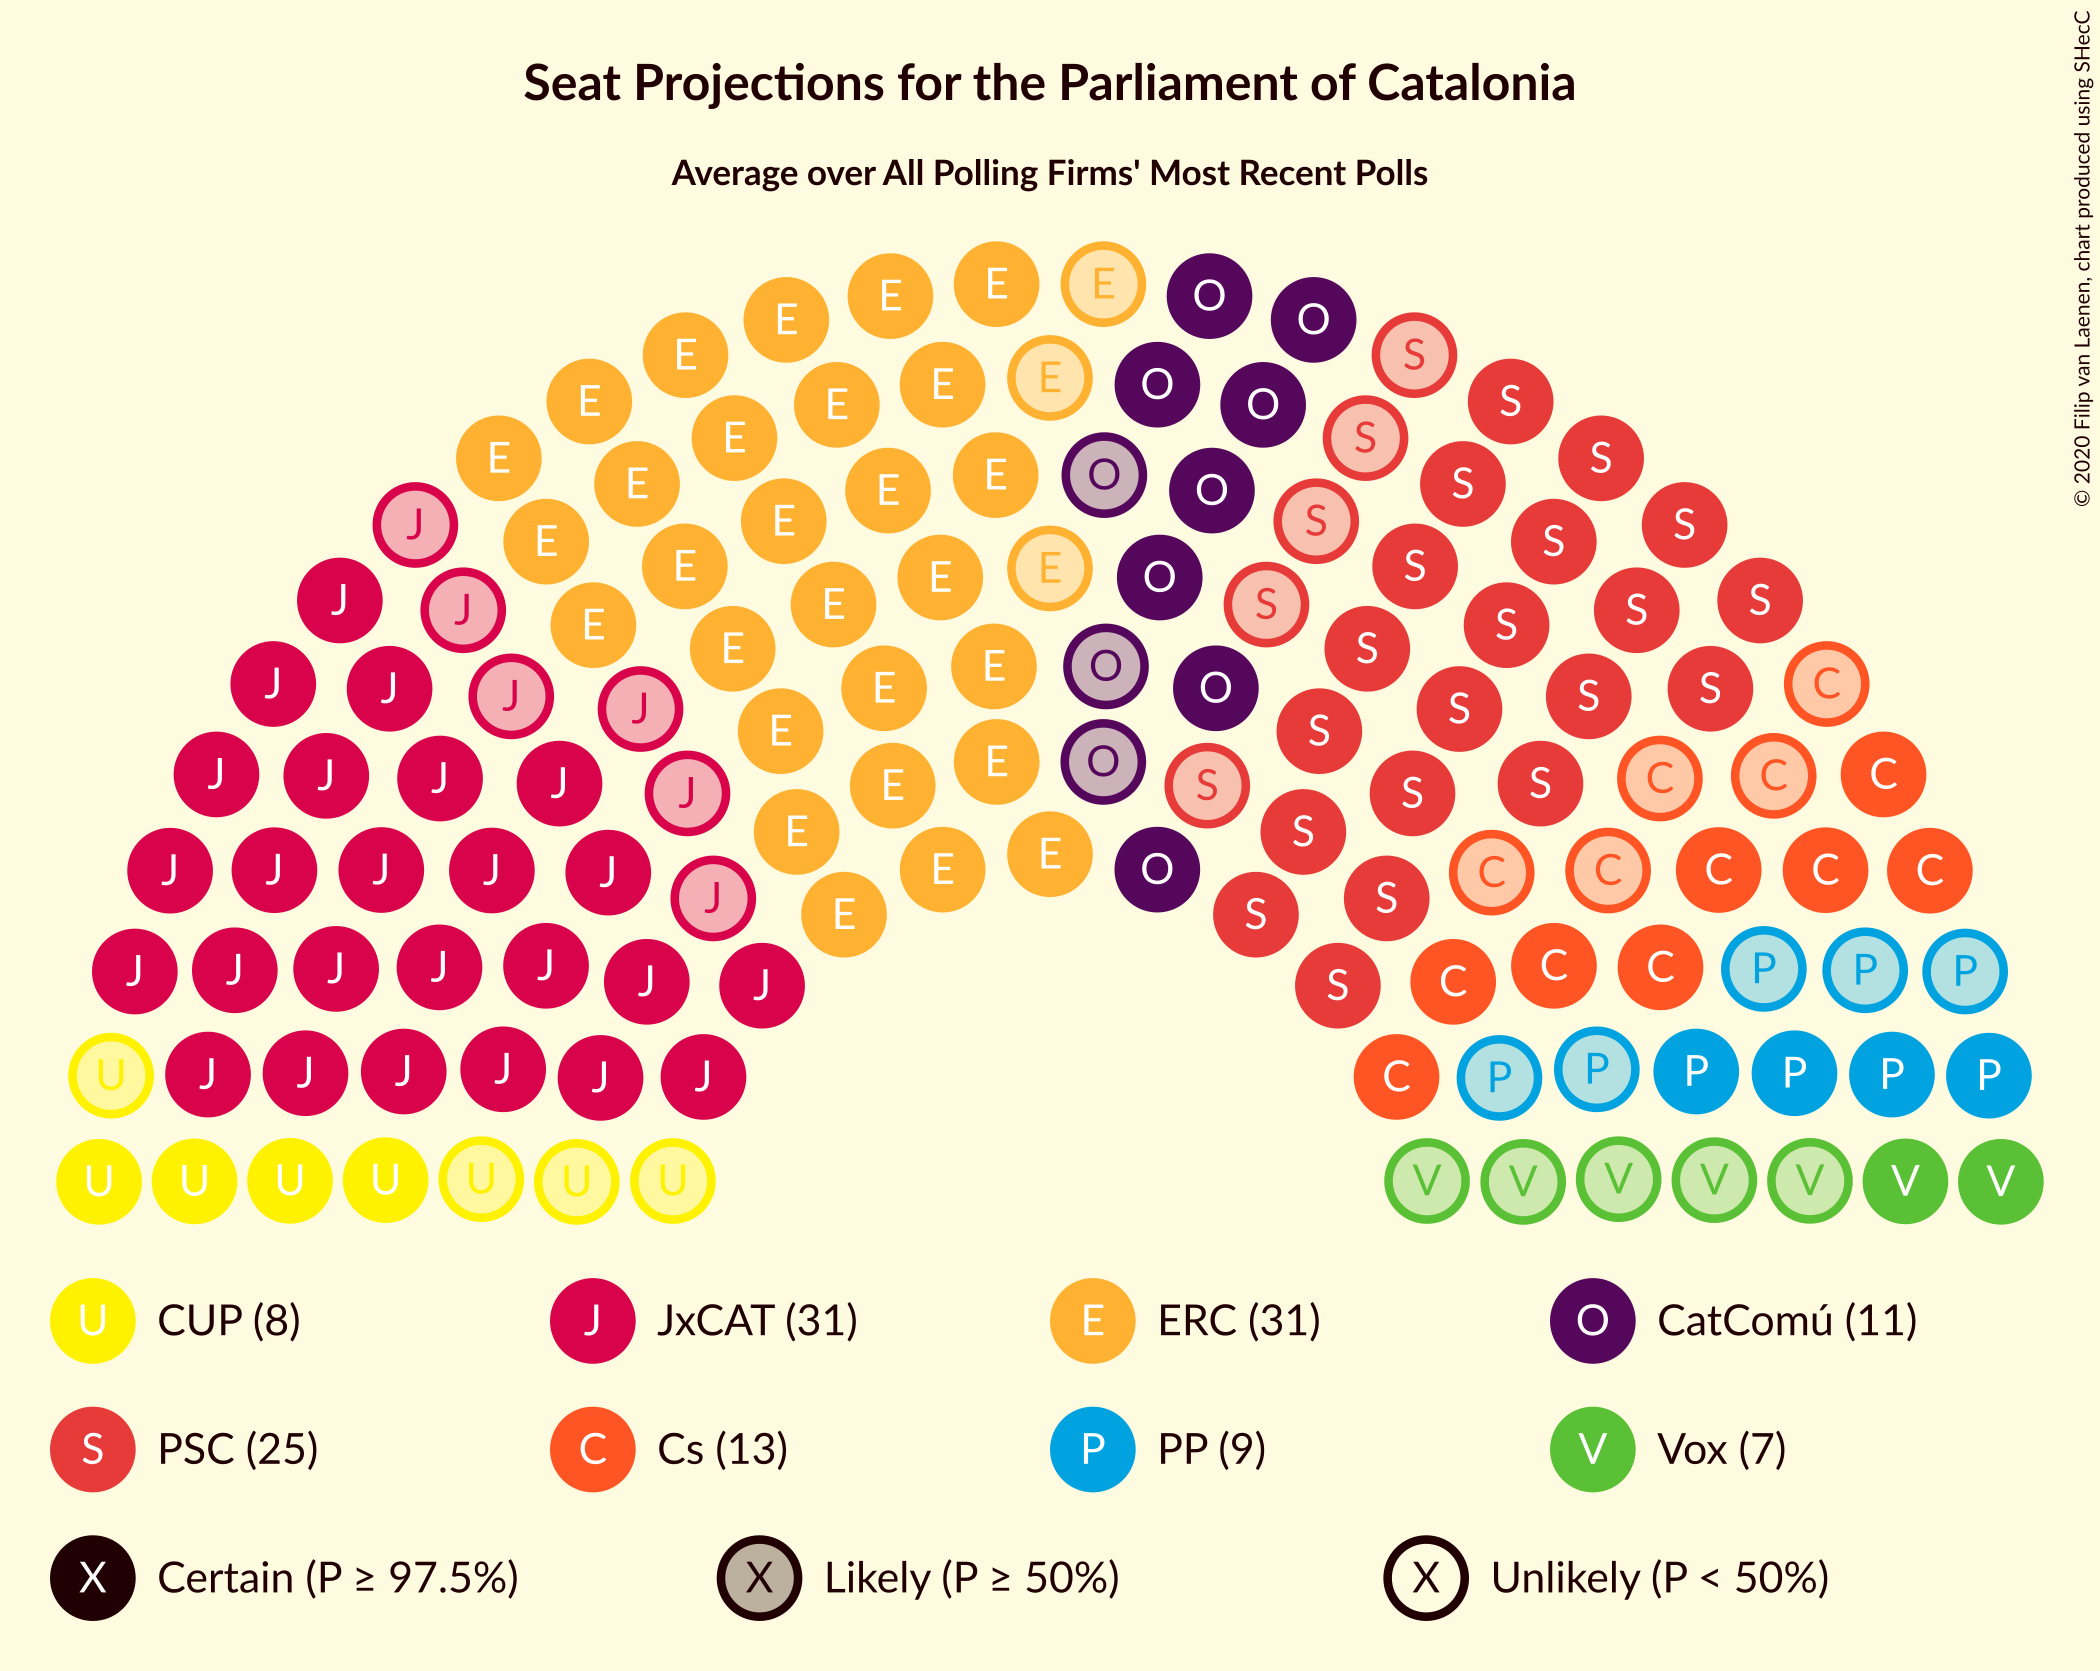 Seat Projections for the Parliament of Catalonia
Average over All Polling Firms' Most Recent Polls
© 2020 Filip van Laenen, chart produced using SHecC
E E E O O
E E S
E E E O O S
E E E E O S S
E E O S S
J E E E E O S S S
E E E S S
J J E E E O S S S
J J E E O O S S S C
J E E S S
J J J J E E O S S S C C C
J E S S
J J J J J J E E E O S S C C C C C
E S
J J J J J J J S C C C P P P
U J J J J J J C P P P P P P
U U U U U U U V V V V V V V
U CUP (8)
J JxCAT (31)
E ERC (31)
O CatComú (11)
S PSC (25)
C Cs (13)
P PP (9)
V Vox (7)
X Certain (P ≥ 97.5%)
X Likely (P ≥ 50%)
X Unlikely (P < 50%)